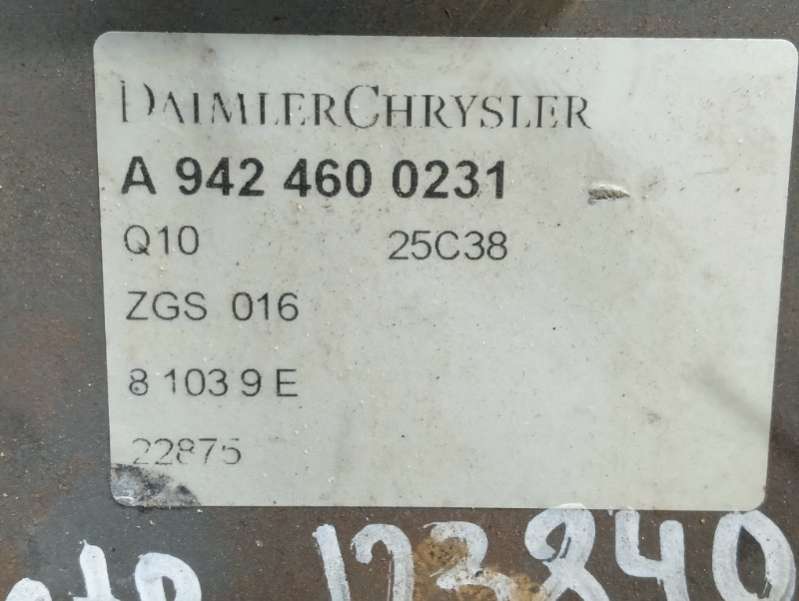 DAIMLERCHRYSLER
A 942 460 0231
Q10 25C38
ZGS 016
8 103 9 E
22875
123840